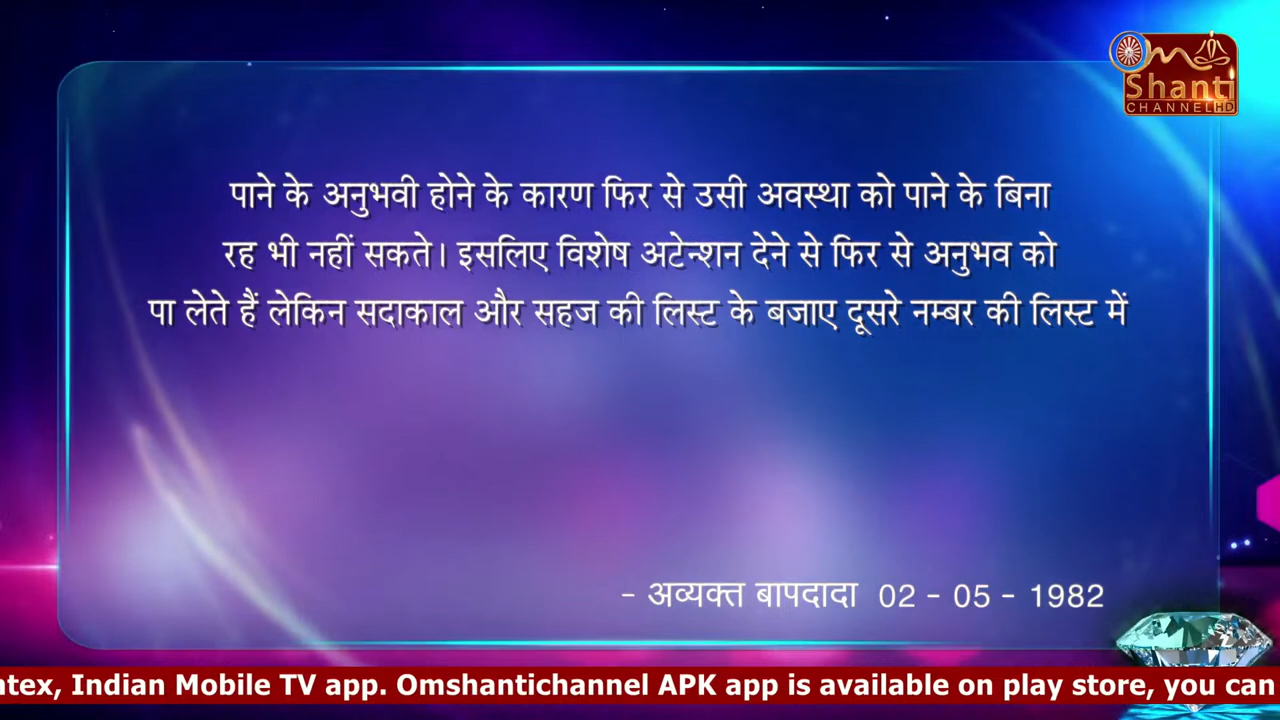 Om Shanti
CHANNEL HD
पाने के अनुभवी होने के कारण फिर से उसी अवस्था को पाने के बिना
रह भी नहीं सकते। इसलिए विशेष अटेन्शन देने से फिर से अनुभव को
पा लेते हैं लेकिन सदाकाल और सहज की लिस्ट के बजाए दूसरे नम्बर की लिस्ट में
- अव्यक्त बापदादा 02 - 05 - 1982
ntex, Indian Mobile TV app. Omshantichannel APK app is available on play store, you can